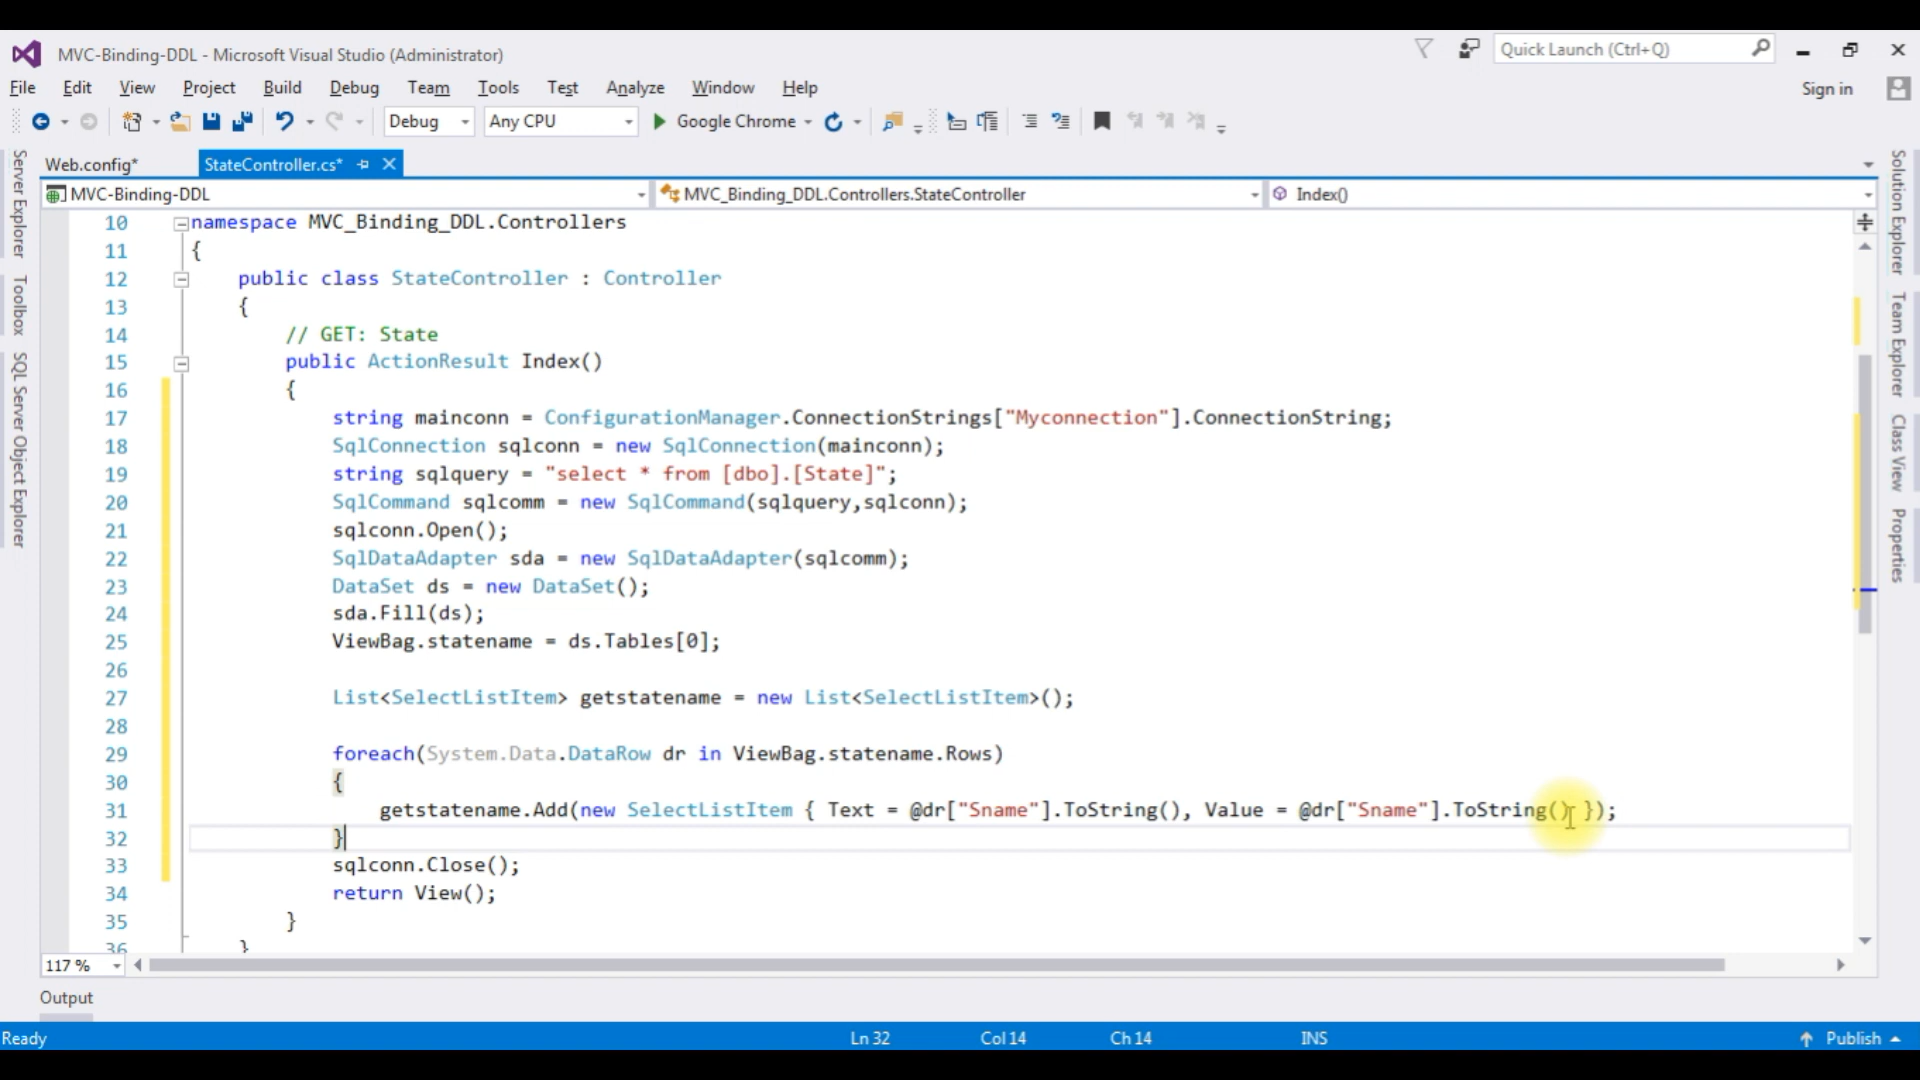 MVC-Binding-DDL - Microsoft Visual Studio (Administrator)
Quick Launch (Ctrl+Q)
File Edit View Project Build Debug Team Tools Test Analyze Window Help
Sign in
Debug Any CPU Google Chrome
Web.config* StateController.cs*
MVC-Binding-DDL MVC_Binding_DDL.Controllers.StateController Index()
Server Explorer
Toolbox
SQL Server Object Explorer
10 namespace MVC_Binding_DDL.Controllers
11 {
12 public class StateController : Controller
13 {
14 // GET: State
15 public ActionResult Index()
16 {
17 string mainconn = ConfigurationManager.ConnectionStrings["Myconnection"].ConnectionString;
18 SqlConnection sqlconn = new SqlConnection(mainconn);
19 string sqlquery = "select * from [dbo].[State]";
20 SqlCommand sqlcomm = new SqlCommand(sqlquery,sqlconn);
21 sqlconn.Open();
22 SqlDataAdapter sda = new SqlDataAdapter(sqlcomm);
23 DataSet ds = new DataSet();
24 sda.Fill(ds);
25 ViewBag.statename = ds.Tables[0];
26
27 List<SelectListItem> getstatename = new List<SelectListItem>();
28
29 foreach(System.Data.DataRow dr in ViewBag.statename.Rows)
30 {
31 getstatename.Add(new SelectListItem { Text = @dr["Sname"].ToString(), Value = @dr["Sname"].ToString() });
32 }
33 sqlconn.Close();
34 return View();
35 }
36 }
Solution Explorer
Team Explorer
Class View
Properties
117 %
Output
Ready Ln 32 Col 14 Ch 14 INS Publish